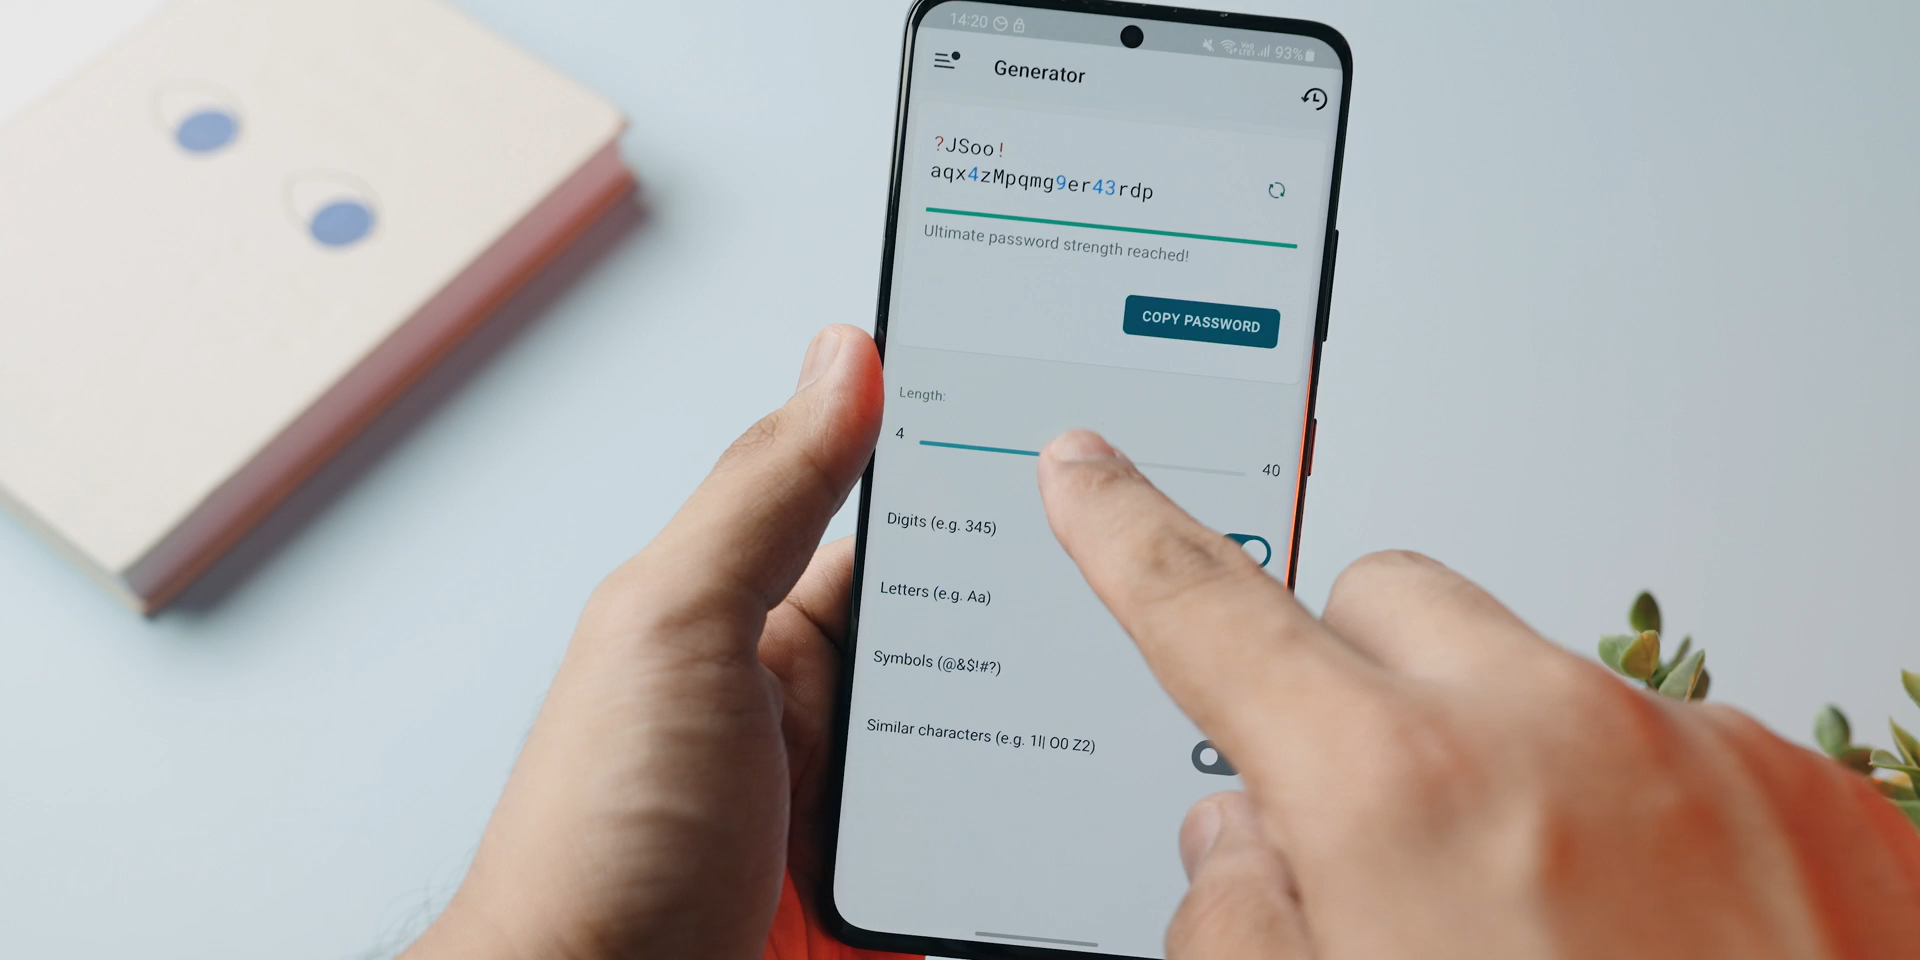 14:20 93%
Generator
?JSoo!
aqx4zMpqmg9er43rdp
Ultimate password strength reached!
COPY PASSWORD
Length:
4 40
Digits (e.g. 345)
Letters (e.g. Aa)
Symbols (@&$!#?)
Similar characters (e.g. 1l| O0 Z2)